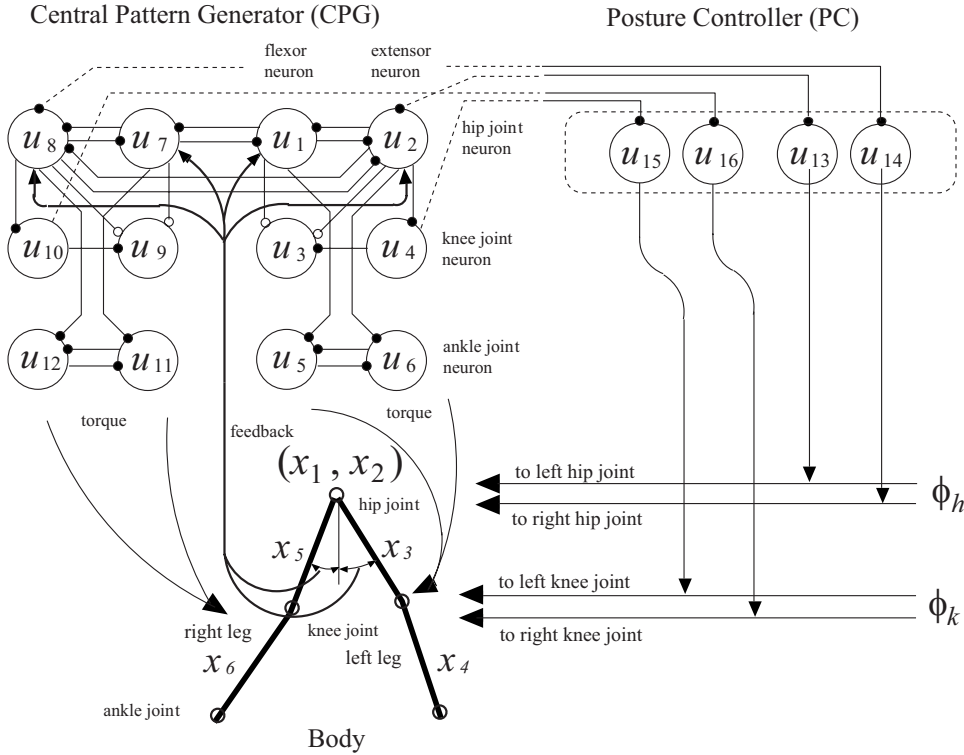 Central Pattern Generator (CPG)
Posture Controller (PC)
flexor
neuron
extensor
neuron
hip joint
neuron
u8
u7
u1
u2
u15
u16
u13
u14
u10
u9
u3
u4
knee joint
neuron
u12
u11
u5
u6
ankle joint
neuron
torque
feedback
torque
(x1 , x2)
hip joint
to left hip joint
to right hip joint
ϕh
x5
x3
to left knee joint
to right knee joint
ϕk
right leg
knee joint
left leg
x6
x4
ankle joint
Body